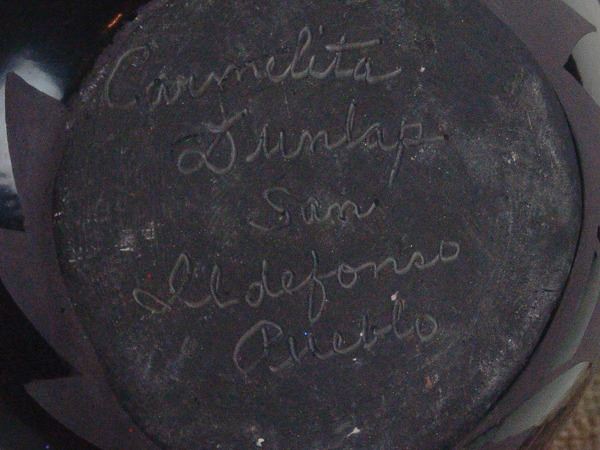 Carmelita
Dunlap
San
Ildefonso
Pueblo